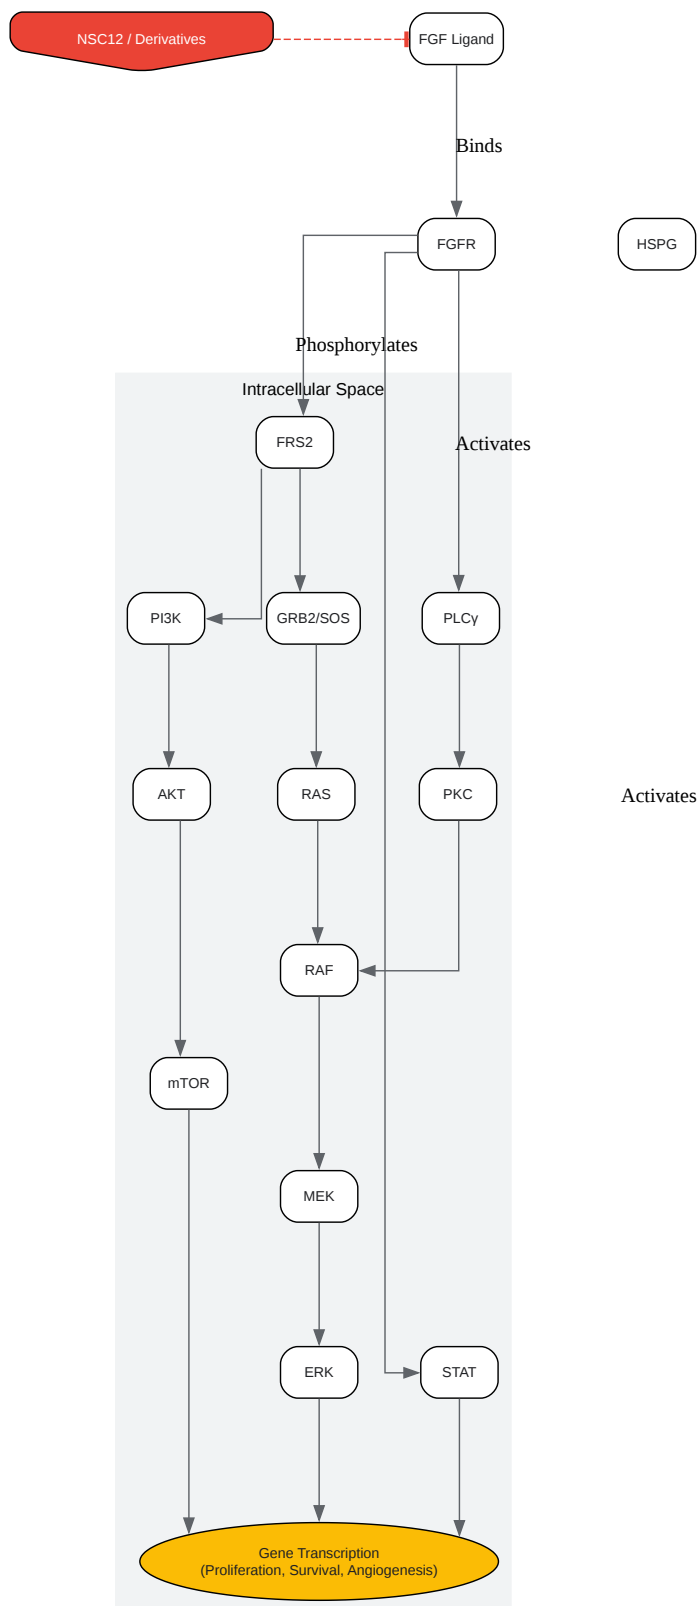 NSC12 / Derivatives
FGF Ligand
Binds
FGFR
HSPG
Phosphorylates
Intracellular Space
FRS2
Activates
PI3K
GRB2/SOS
PLCγ
AKT
RAS
PKC
Activates
RAF
mTOR
MEK
ERK
STAT
Gene Transcription
(Proliferation, Survival, Angiogenesis)